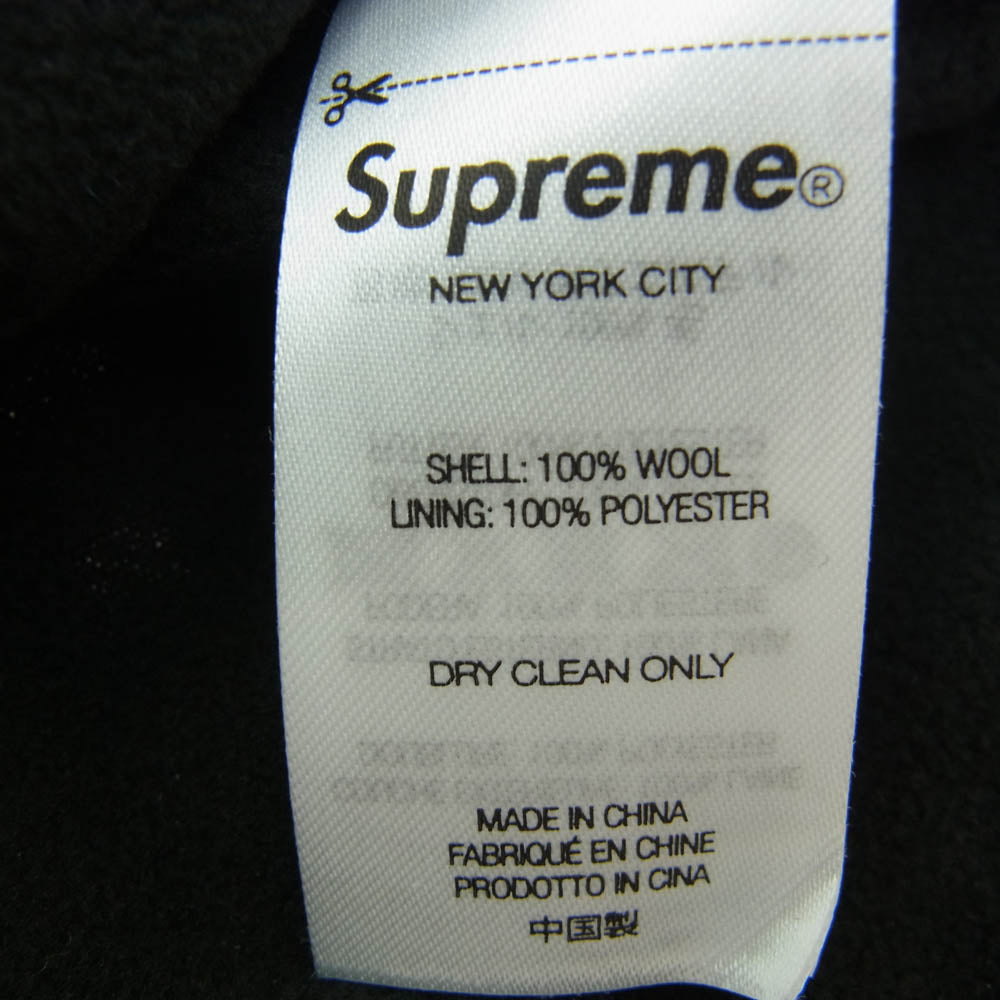 Supreme®
NEW YORK CITY
SHELL: 100% WOOL
LINING: 100% POLYESTER
DRY CLEAN ONLY
MADE IN CHINA
FABRIQUÉ EN CHINE
PRODOTTO IN CINA
中国製